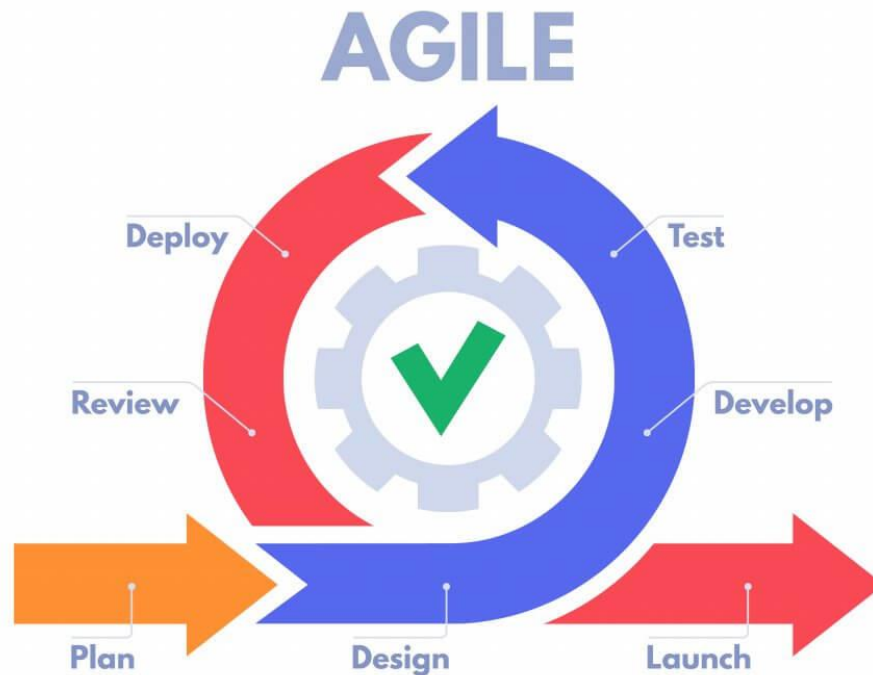 AGILE
Deploy
Test
Review
Develop
Plan
Design
Launch